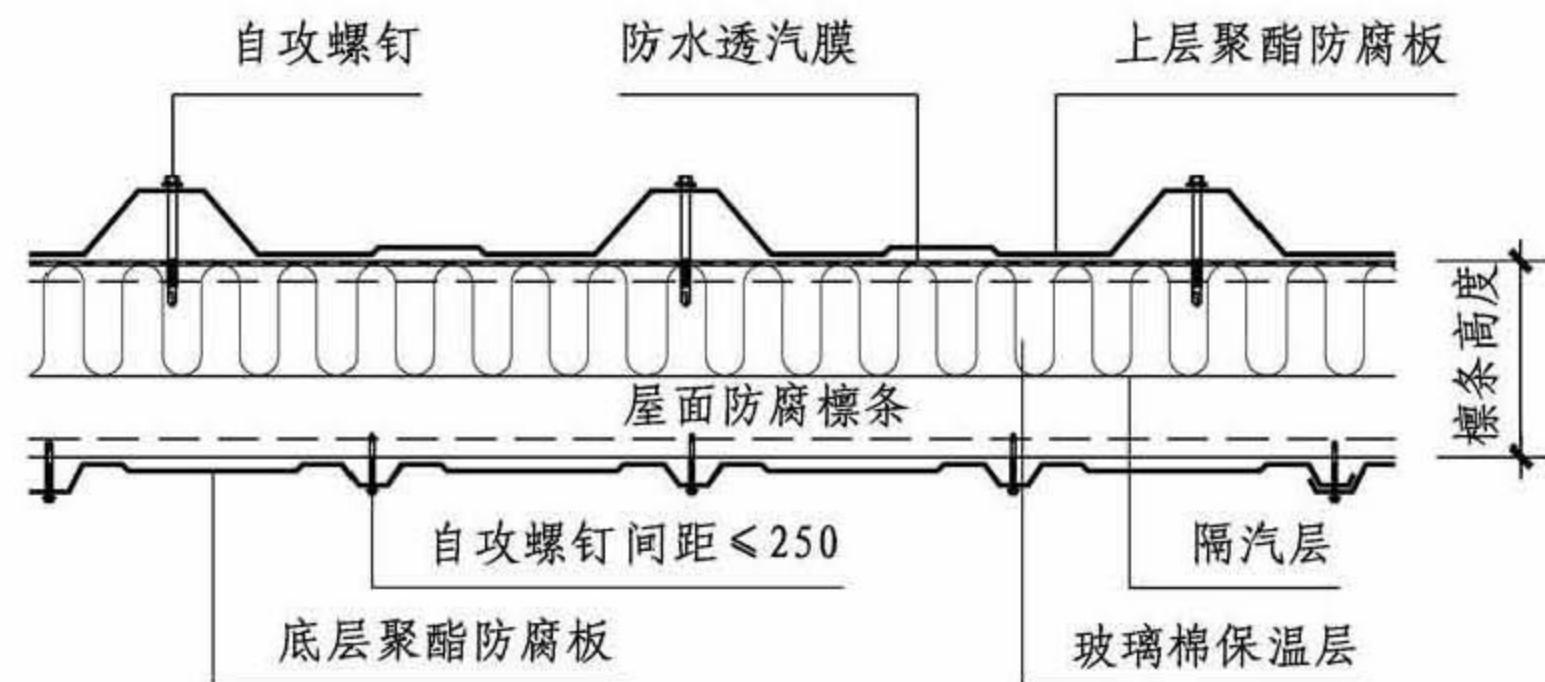 自攻螺钉
防水透汽膜
上层聚酯防腐板
檩条高度
屋面防腐檩条
自攻螺钉间距≤250
隔汽层
底层聚酯防腐板
玻璃棉保温层